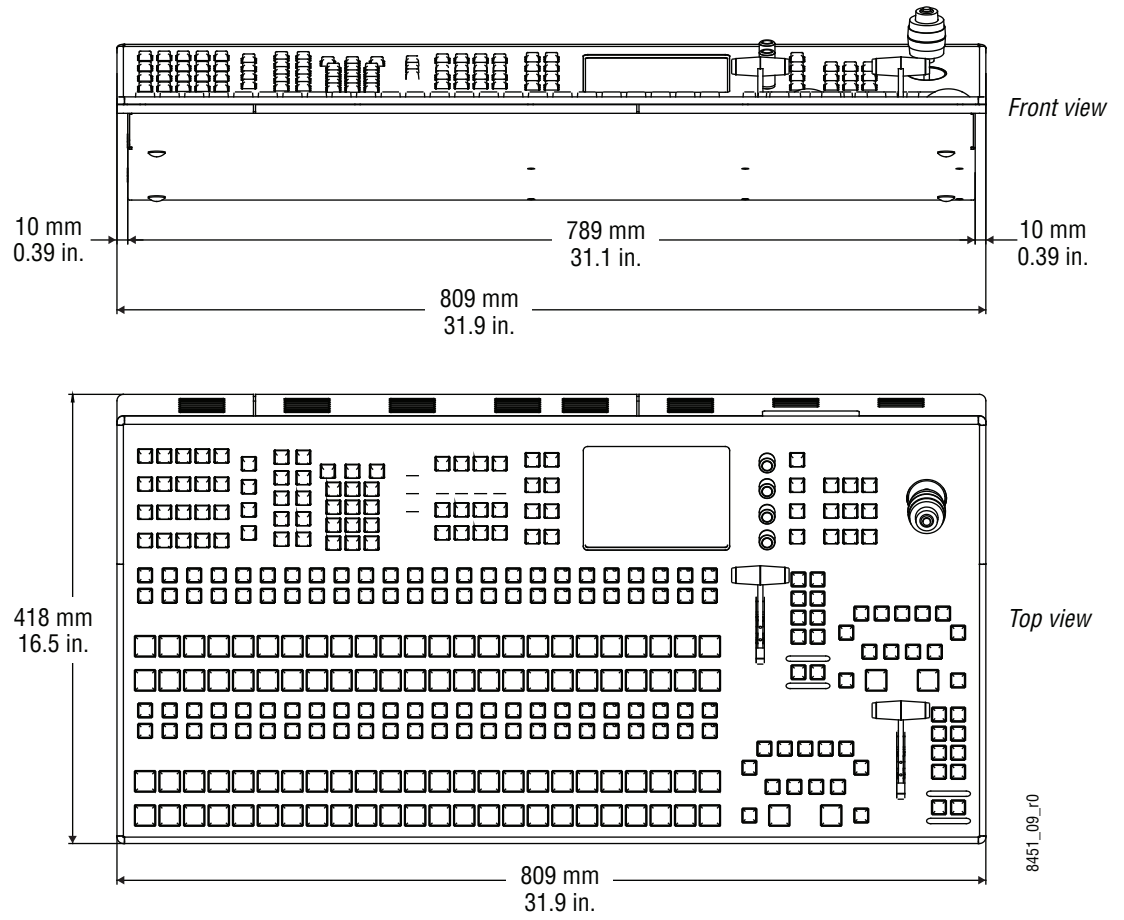 Front view
10 mm
0.39 in.
789 mm
31.1 in.
10 mm
0.39 in.
809 mm
31.9 in.
418 mm
16.5 in.
Top view
8451_09_r0
809 mm
31.9 in.